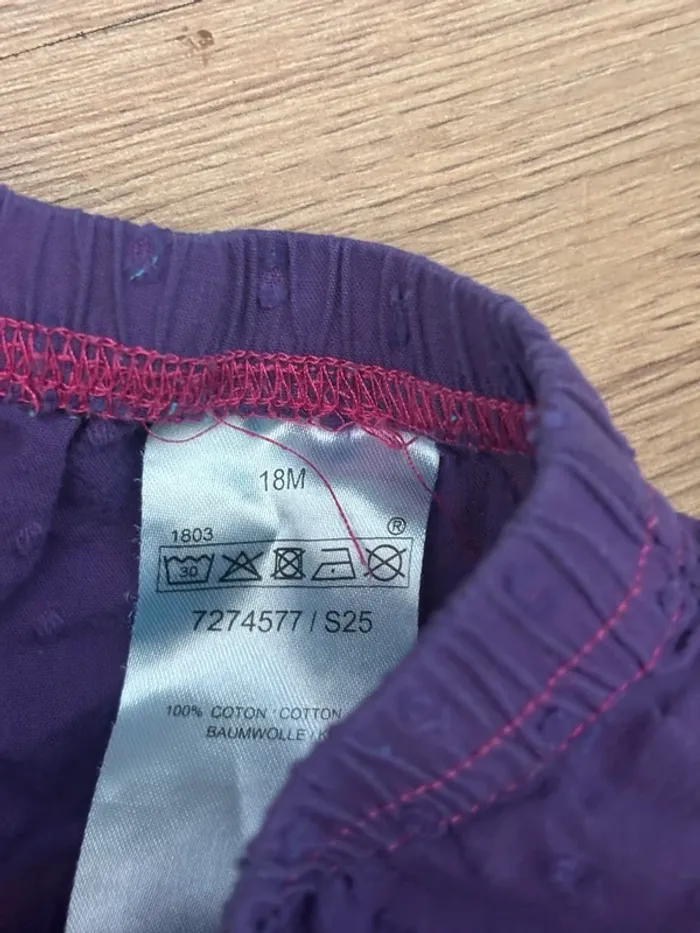 18M
1803 ®
30
7274577 / S25
100% COTON · COTTON
BAUMWOLLE /